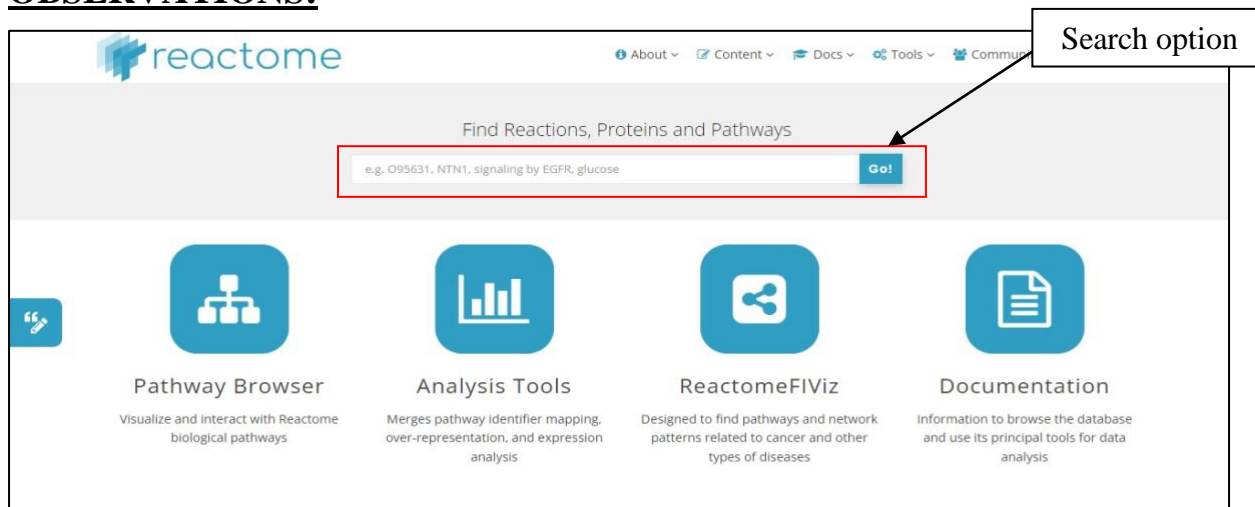 OBSERVATIONS:
Search option
reactome
About
Content
Docs
Tools
Find Reactions, Proteins and Pathways
e.g. O95631, NTN1, signaling by EGFR, glucose
Go!
Pathway Browser
Visualize and interact with Reactome
biological pathways
Analysis Tools
Merges pathway identifier mapping,
over-representation, and expression
analysis
ReactomeFIViz
Designed to find pathways and network
patterns related to cancer and other
types of diseases
Documentation
Information to browse the database
and use its principal tools for data
analysis